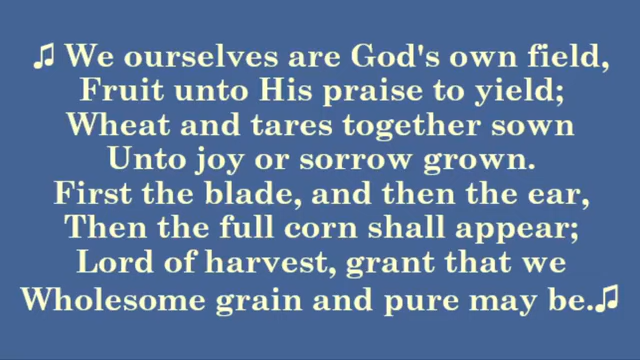 ♫ We ourselves are God's own field,
Fruit unto His praise to yield;
Wheat and tares together sown
Unto joy or sorrow grown.
First the blade, and then the ear,
Then the full corn shall appear;
Lord of harvest, grant that we
Wholesome grain and pure may be.♫